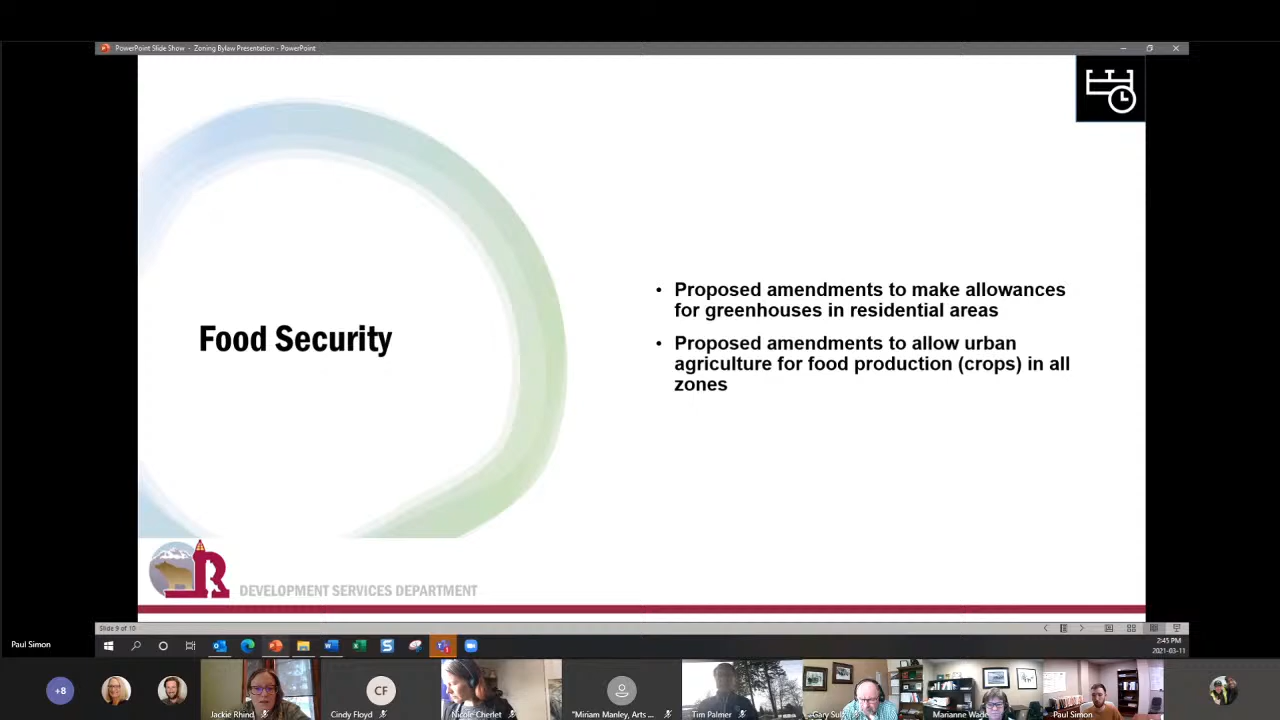 PowerPoint Slide Show - Zoning Bylaw Presentation - PowerPoint
Food Security
• Proposed amendments to make allowances
for greenhouses in residential areas
• Proposed amendments to allow urban
agriculture for food production (crops) in all
zones
R
DEVELOPMENT SERVICES DEPARTMENT
Slide 9 of 10
Paul Simon
2:45 PM
2021-03-11
+8
CF
Jackie Rhind
Cindy Floyd
Nicole Cherlet
"Miriam Manley, Arts ...
Tim Palmer
Marianne Wade
Paul Simon